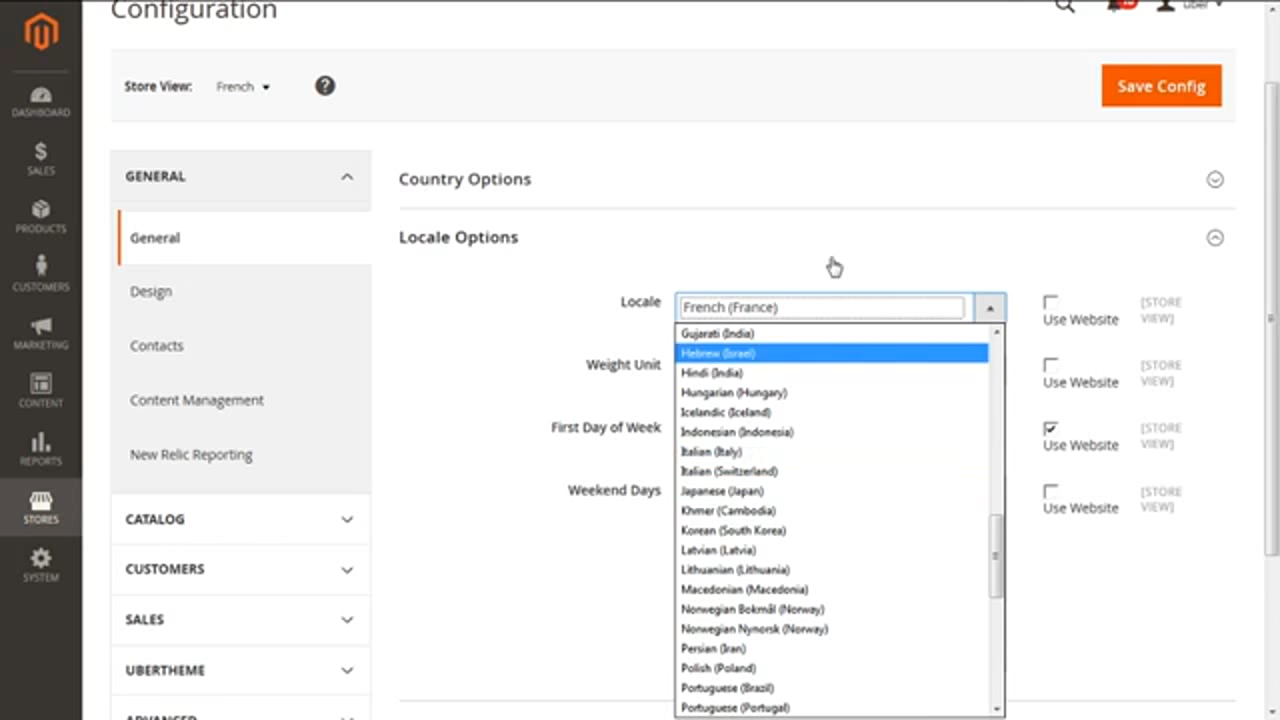 Configuration
Uber
Store View:
French
?
Save Config
DASHBOARD
$
SALES
PRODUCTS
CUSTOMERS
MARKETING
CONTENT
REPORTS
STORES
SYSTEM
GENERAL
General
Design
Contacts
Content Management
New Relic Reporting
CATALOG
CUSTOMERS
SALES
UBERTHEME
ADVANCED
Country Options
Locale Options
Locale
French (France)
Use Website
[STORE
VIEW]
Weight Unit
Use Website
[STORE
VIEW]
First Day of Week
Use Website
[STORE
VIEW]
Weekend Days
Use Website
[STORE
VIEW]
Gujarati (India)
Hebrew (Israel)
Hindi (India)
Hungarian (Hungary)
Icelandic (Iceland)
Indonesian (Indonesia)
Italian (Italy)
Italian (Switzerland)
Japanese (Japan)
Khmer (Cambodia)
Korean (South Korea)
Latvian (Latvia)
Lithuanian (Lithuania)
Macedonian (Macedonia)
Norwegian Bokmål (Norway)
Norwegian Nynorsk (Norway)
Persian (Iran)
Polish (Poland)
Portuguese (Brazil)
Portuguese (Portugal)